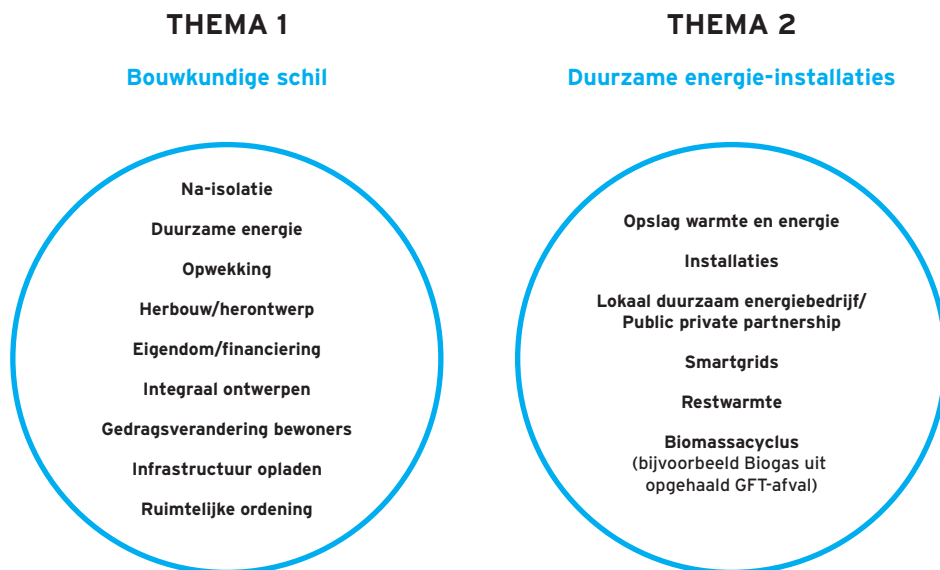 THEMA 1
Bouwkundige schil
Na-isolatie
Duurzame energie
Opwekking
Herbouw/herontwerp
Eigendom/financiering
Integraal ontwerpen
Gedragsverandering bewoners
Infrastructuur opladen
Ruimtelijke ordening
THEMA 2
Duurzame energie-installaties
Opslag warmte en energie
Installaties
Lokaal duurzaam energiebedrijf/
Public private partnership
Smartgrids
Restwarmte
Biomassacyclus
(bijvoorbeeld Biogas uit
opgehaald GFT-afval)